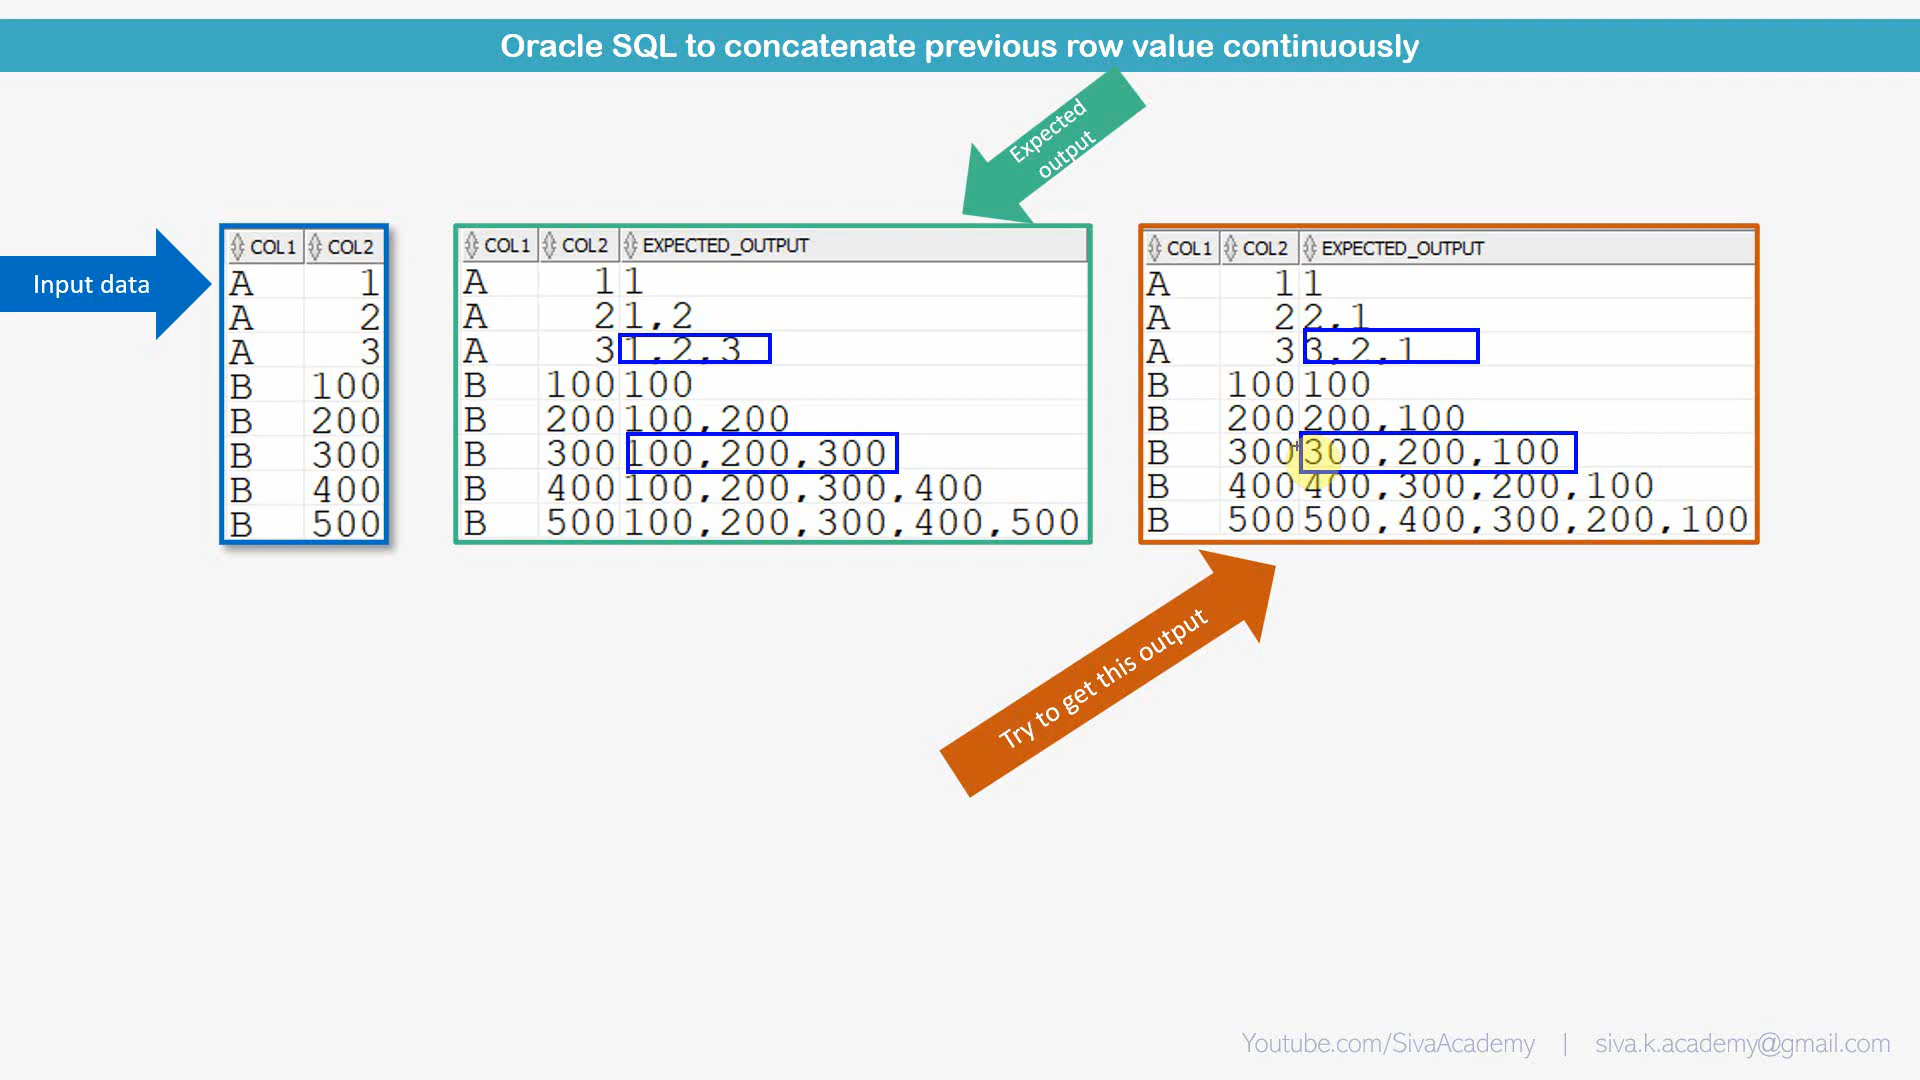 Oracle SQL to concatenate previous row value continuously
Expected
output
Input data
COL1 COL2
A 1
A 2
A 3
B 100
B 200
B 300
B 400
B 500
COL1 COL2 EXPECTED_OUTPUT
A 1 1
A 2 1,2
A 3 1,2,3
B 100 100
B 200 100,200
B 300 100,200,300
B 400 100,200,300,400
B 500 100,200,300,400,500
COL1 COL2 EXPECTED_OUTPUT
A 1 1
A 2 2,1
A 3 3,2,1
B 100 100
B 200 200,100
B 300 300,200,100
B 400 400,300,200,100
B 500 500,400,300,200,100
Try to get this output
Youtube.com/SivaAcademy | siva.k.academy@gmail.com